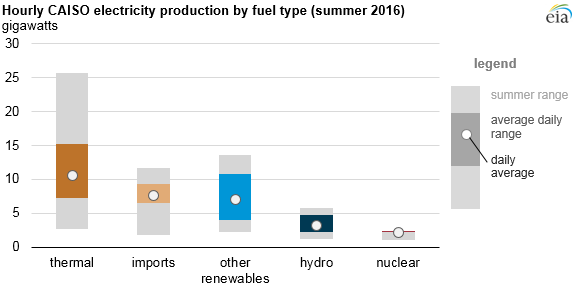 Hourly CAISO electricity production by fuel type (summer 2016)
gigawatts
eia
30
25
20
15
10
5
0
thermal
imports
other
renewables
hydro
nuclear
legend
summer range
average daily
range
daily
average